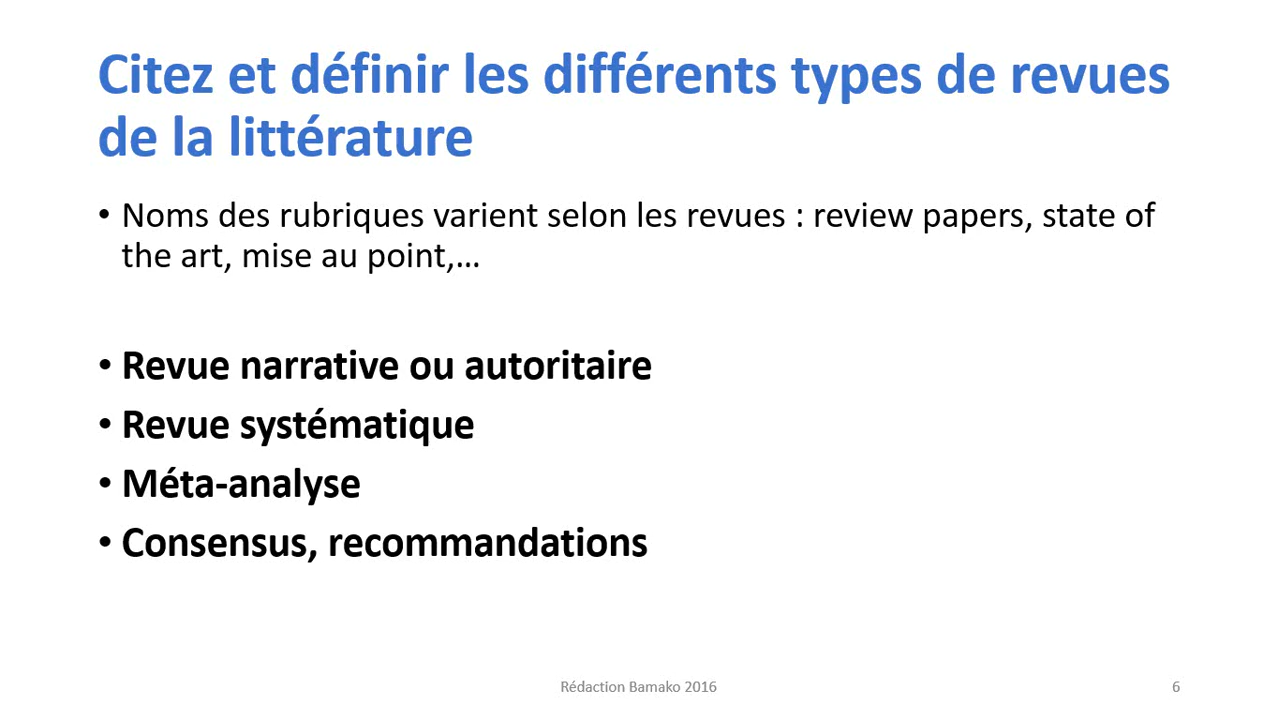 Citez et définir les différents types de revues
de la littérature
• Noms des rubriques varient selon les revues : review papers, state of
the art, mise au point,...
• Revue narrative ou autoritaire
• Revue systématique
• Méta-analyse
• Consensus, recommandations
Rédaction Bamako 2016
6